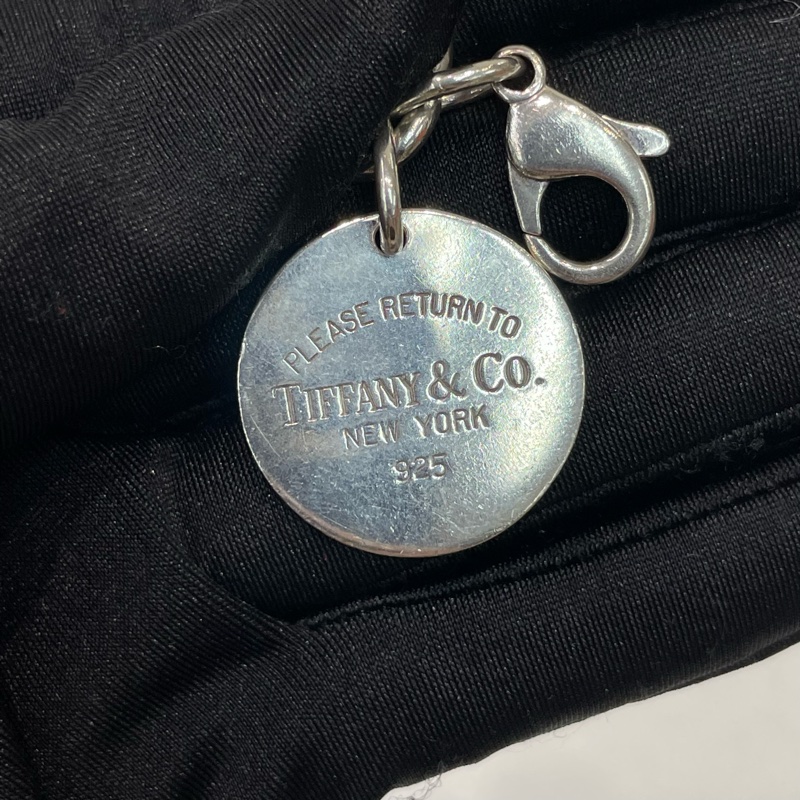 PLEASE RETURN TO
TIFFANY & CO.
NEW YORK
925